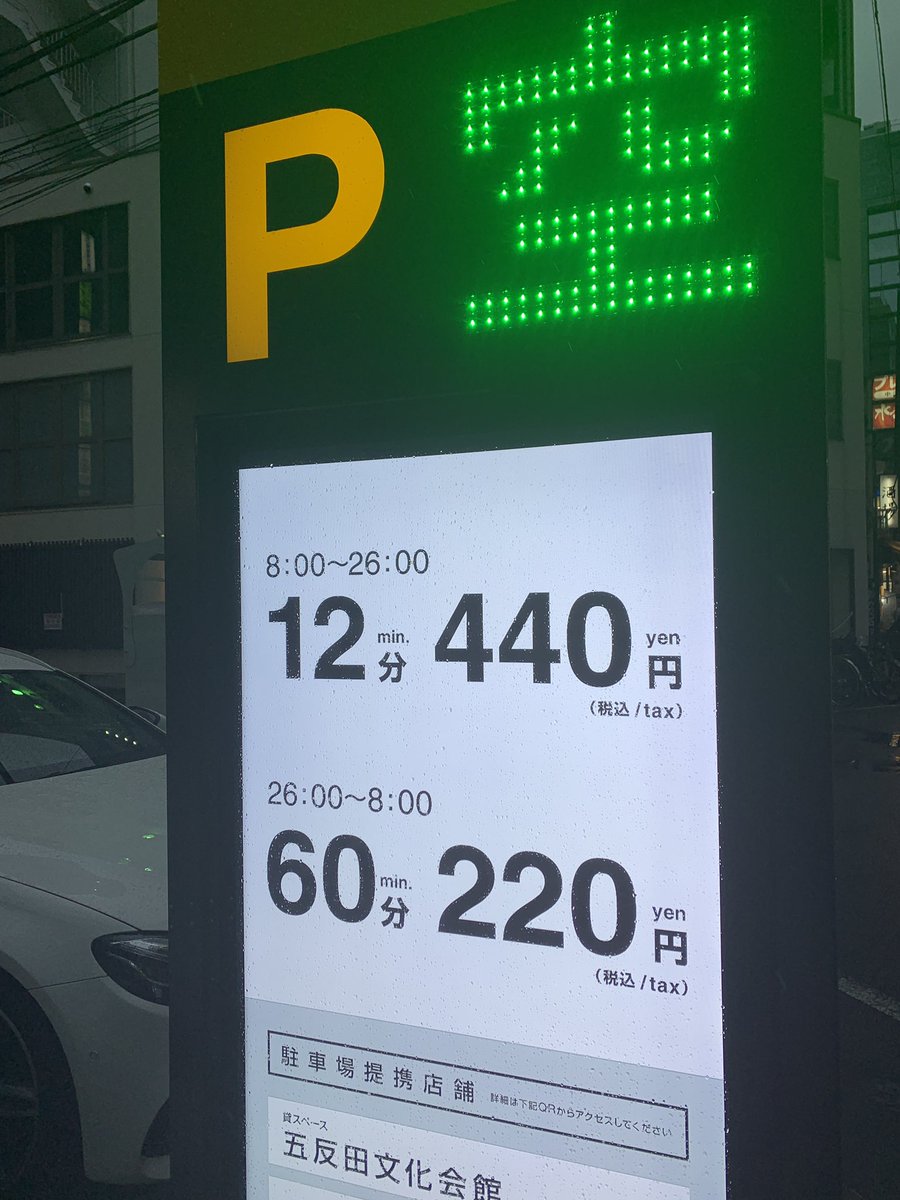 P 空
8:00～26:00
12 min. 分 440 yen 円
(税込/tax)
26:00～8:00
60 min. 分 220 yen 円
(税込/tax)
駐車場提携店舗 詳細は下記QRからアクセスしてください
貸スペース
五反田文化会館